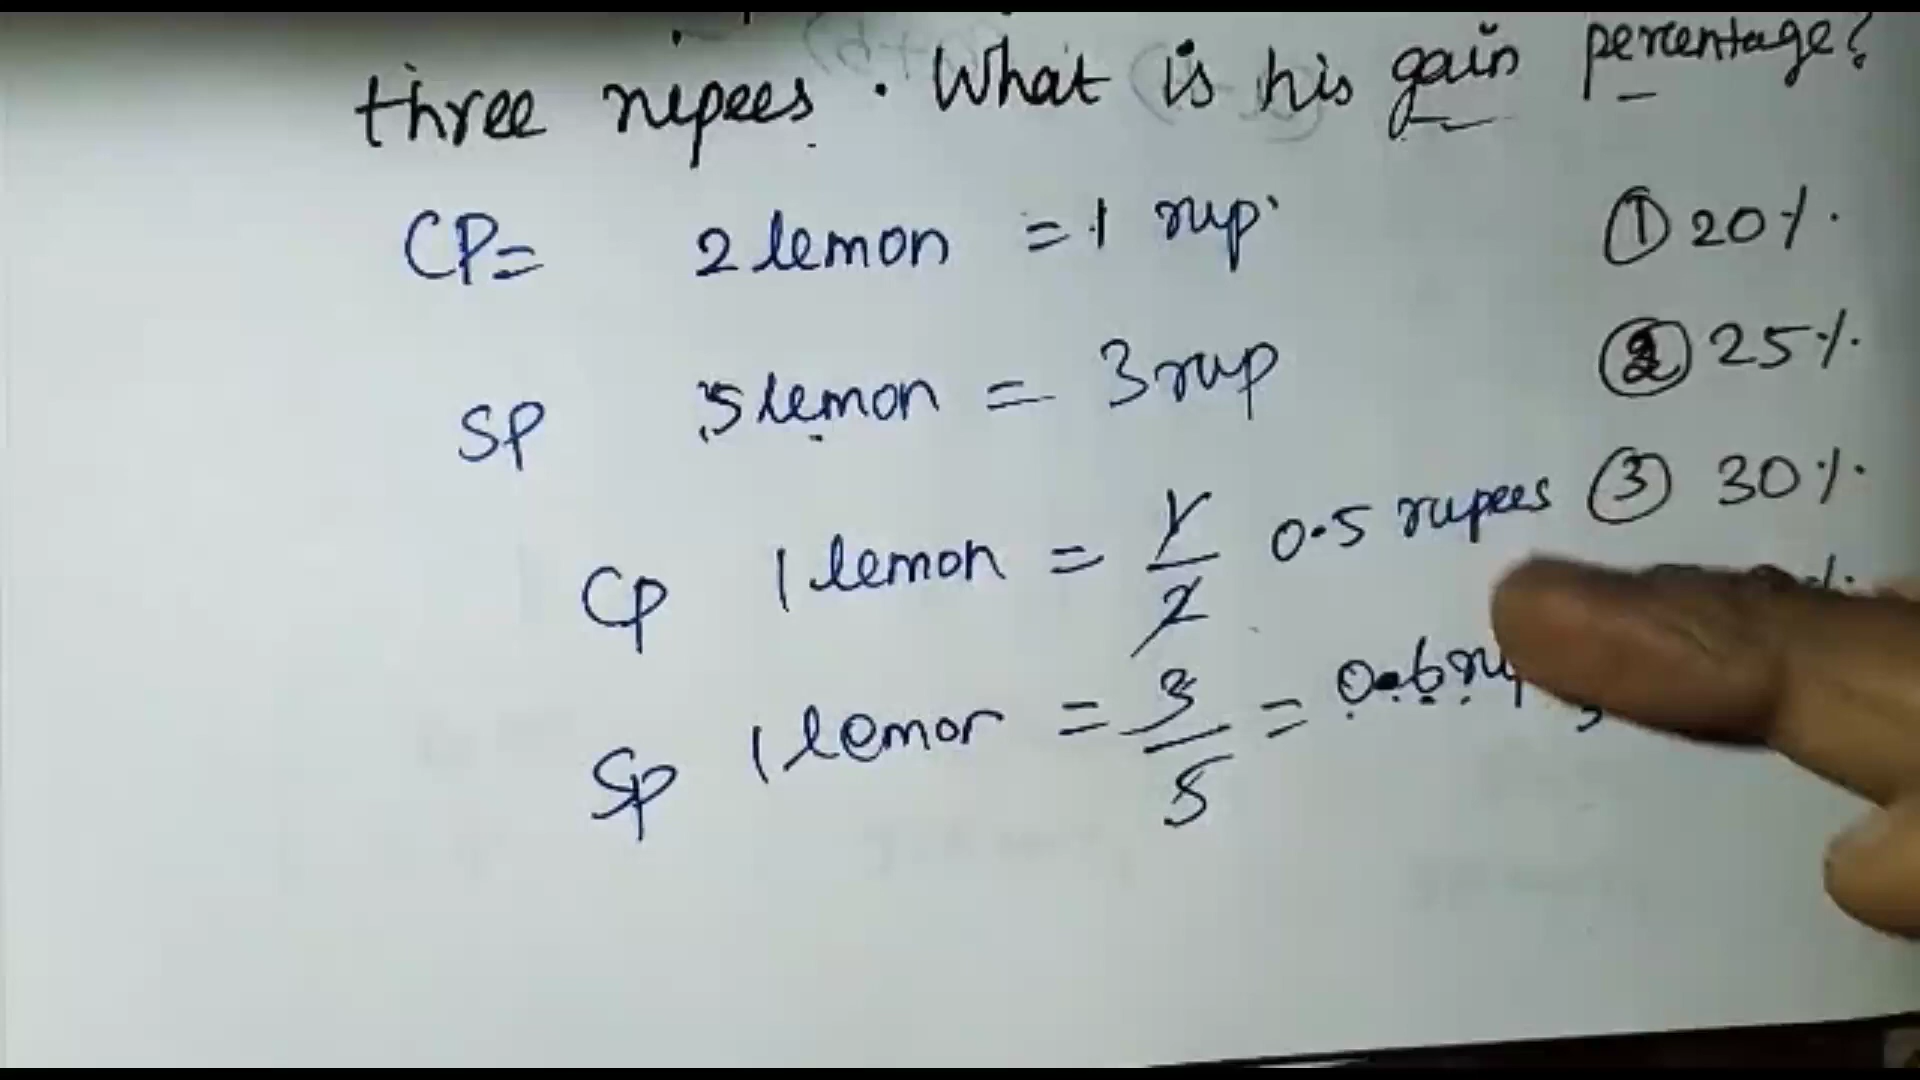 three rupees. What is his gain percentage?
CP= 2 lemon = 1 rup.
① 20%.
SP 5 lemon = 3 rup
② 25%.
CP 1 lemon = 1/2 0.5 rupees
③ 30%.
SP 1 lemon = 3/5 = 0.6